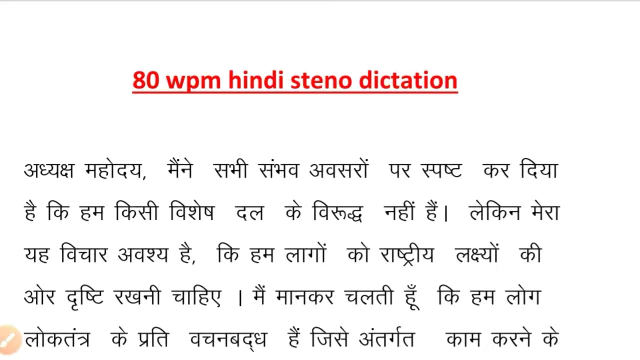 80 wpm hindi steno dictation
अध्यक्ष महोदय, मैंने सभी संभव अवसरों पर स्पष्ट कर दिया
है कि हम किसी विशेष दल के विरूद्ध नहीं हैं। लेकिन मेरा
यह विचार अवश्य है, कि हम लागों को राष्ट्रीय लक्ष्यों की
ओर दृष्टि रखनी चाहिए । मैं मानकर चलती हूँ कि हम लोग
लोकतंत्र के प्रति वचनबद्ध हैं जिसे अंतर्गत काम करने के